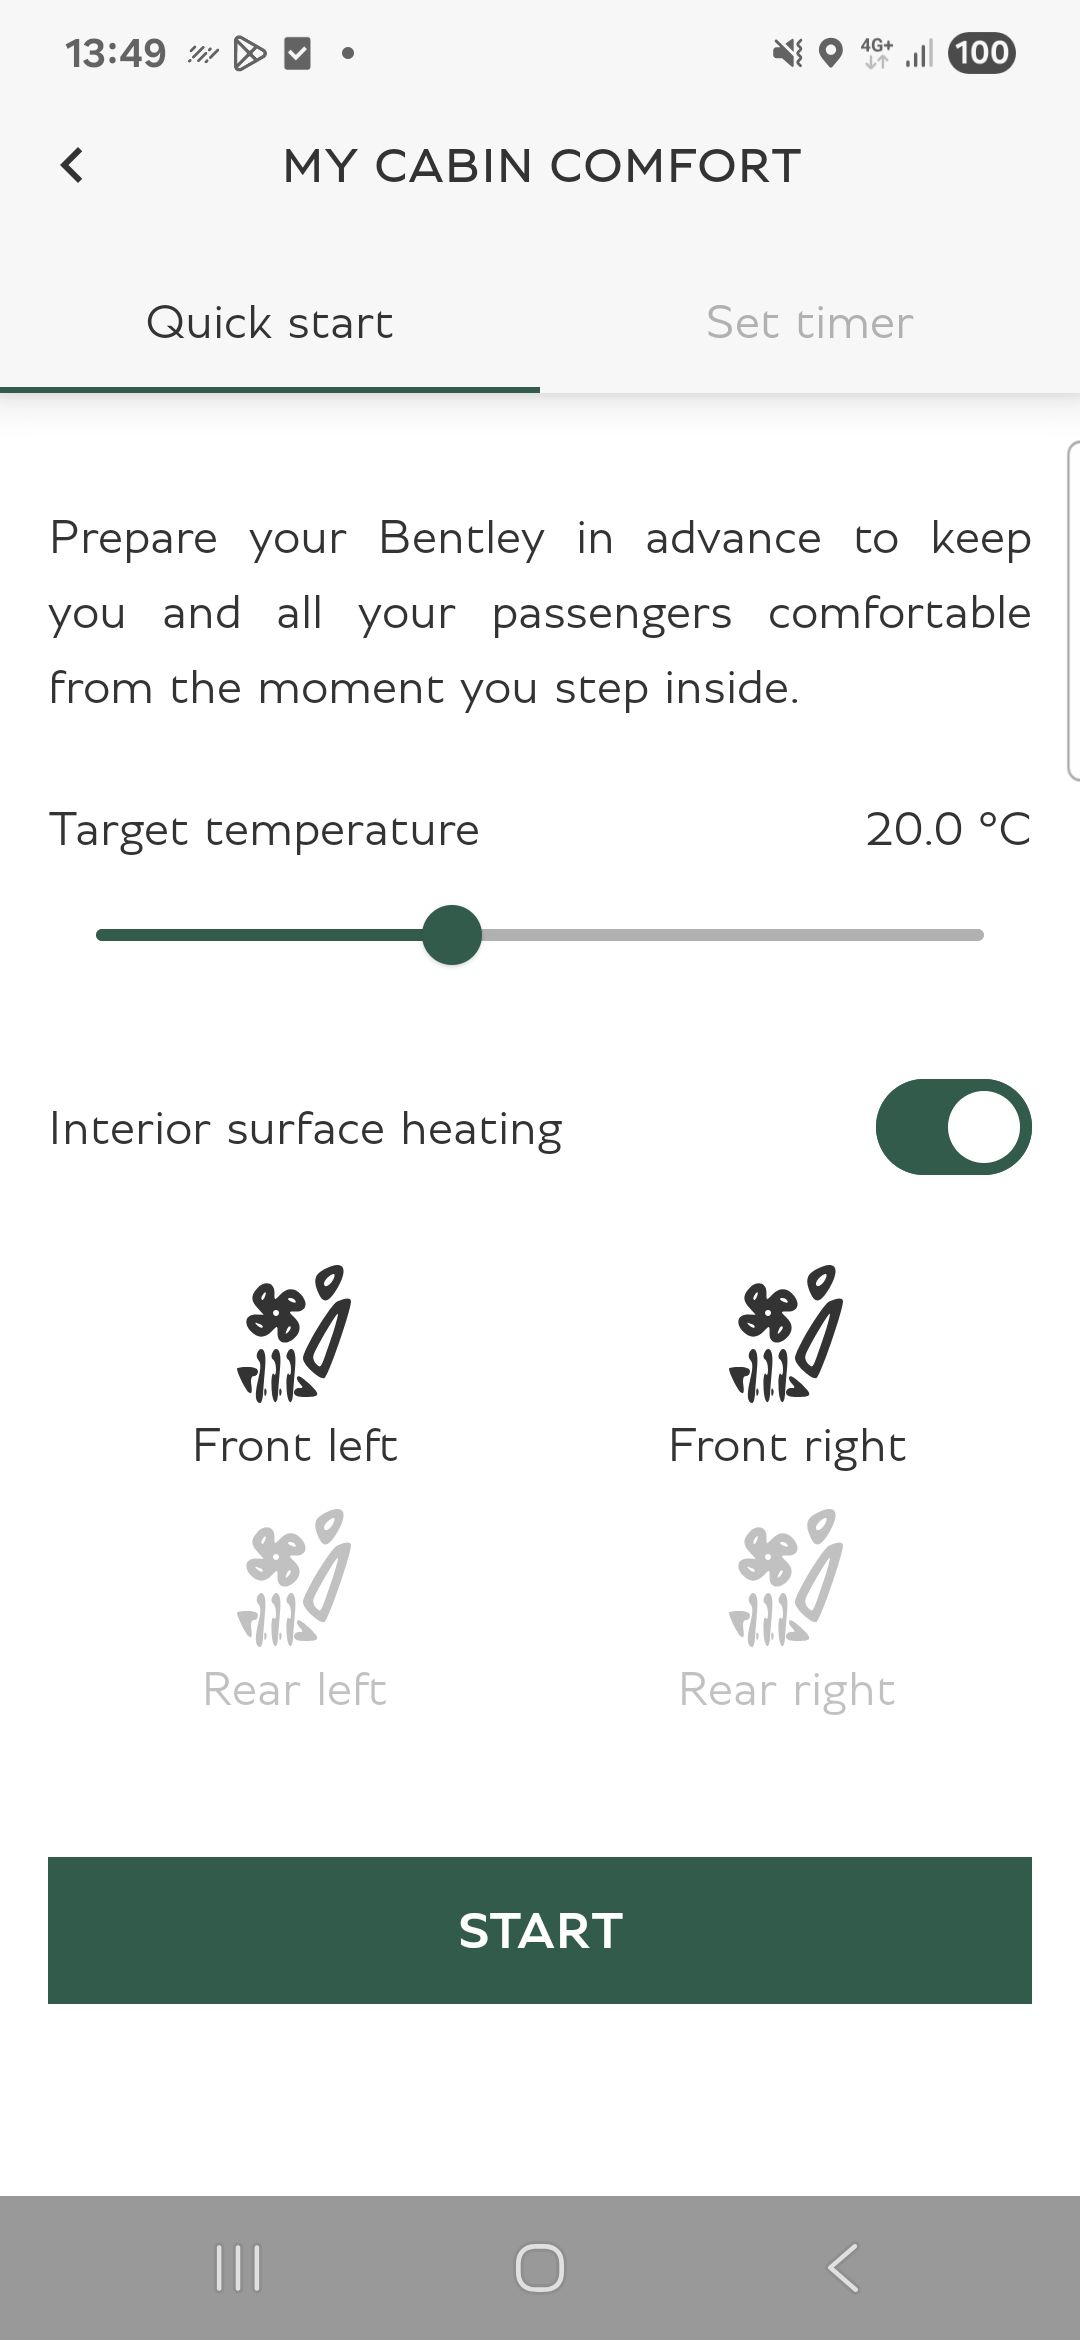 13:49
4G+
100
MY CABIN COMFORT
Quick start
Set timer
Prepare your Bentley in advance to keep
you and all your passengers comfortable
from the moment you step inside.
Target temperature
20.0 °C
Interior surface heating
Front left
Front right
Rear left
Rear right
START